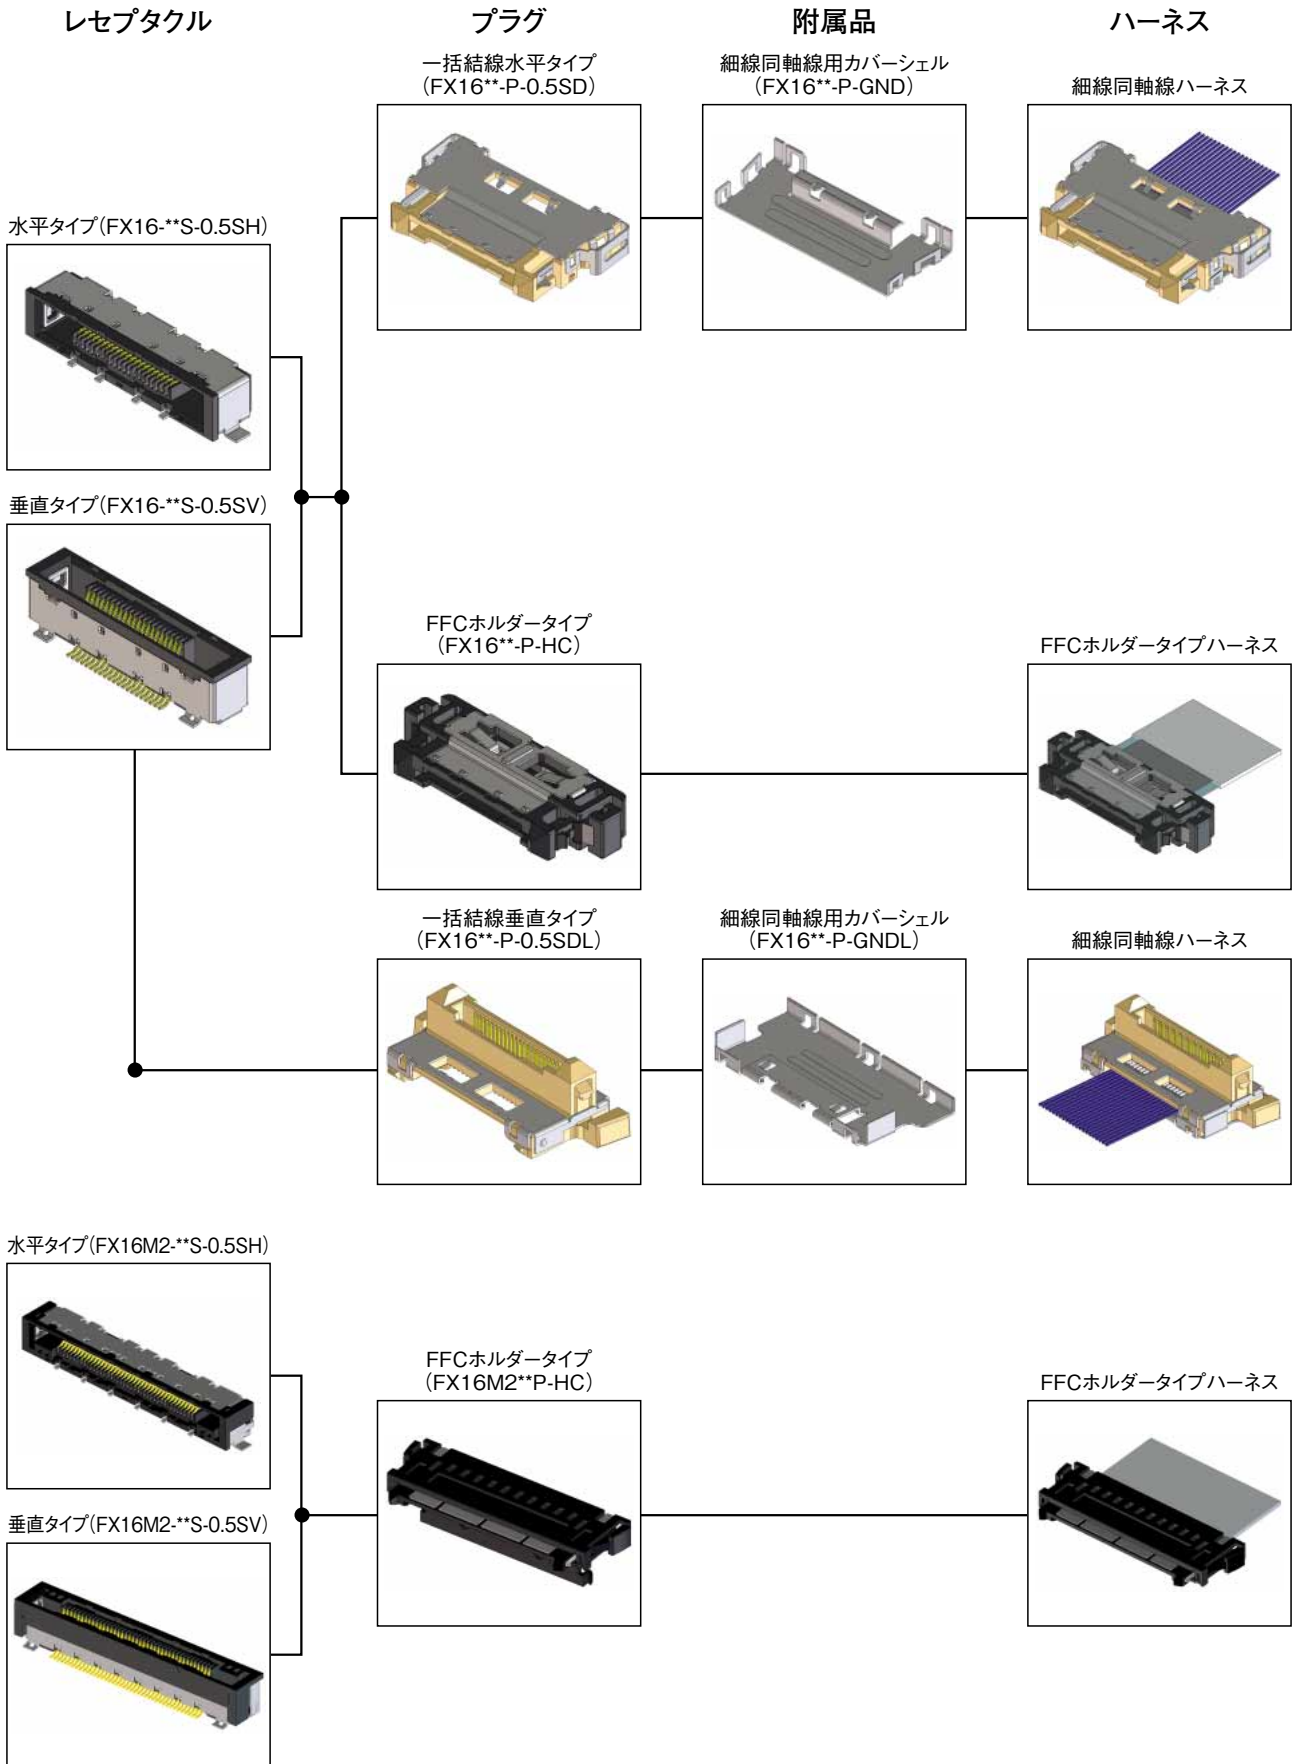 レセプタクル
プラグ
附属品
ハーネス
一括結線水平タイプ
(FX16**-P-0.5SD)
細線同軸線用カバーシェル
(FX16**-P-GND)
細線同軸線ハーネス
水平タイプ(FX16-**S-0.5SH)
垂直タイプ(FX16-**S-0.5SV)
FFCホルダータイプ
(FX16**-P-HC)
FFCホルダータイプハーネス
一括結線垂直タイプ
(FX16**-P-0.5SDL)
細線同軸線用カバーシェル
(FX16**-P-GNDL)
細線同軸線ハーネス
水平タイプ(FX16M2-**S-0.5SH)
FFCホルダータイプ
(FX16M2**P-HC)
FFCホルダータイプハーネス
垂直タイプ(FX16M2-**S-0.5SV)